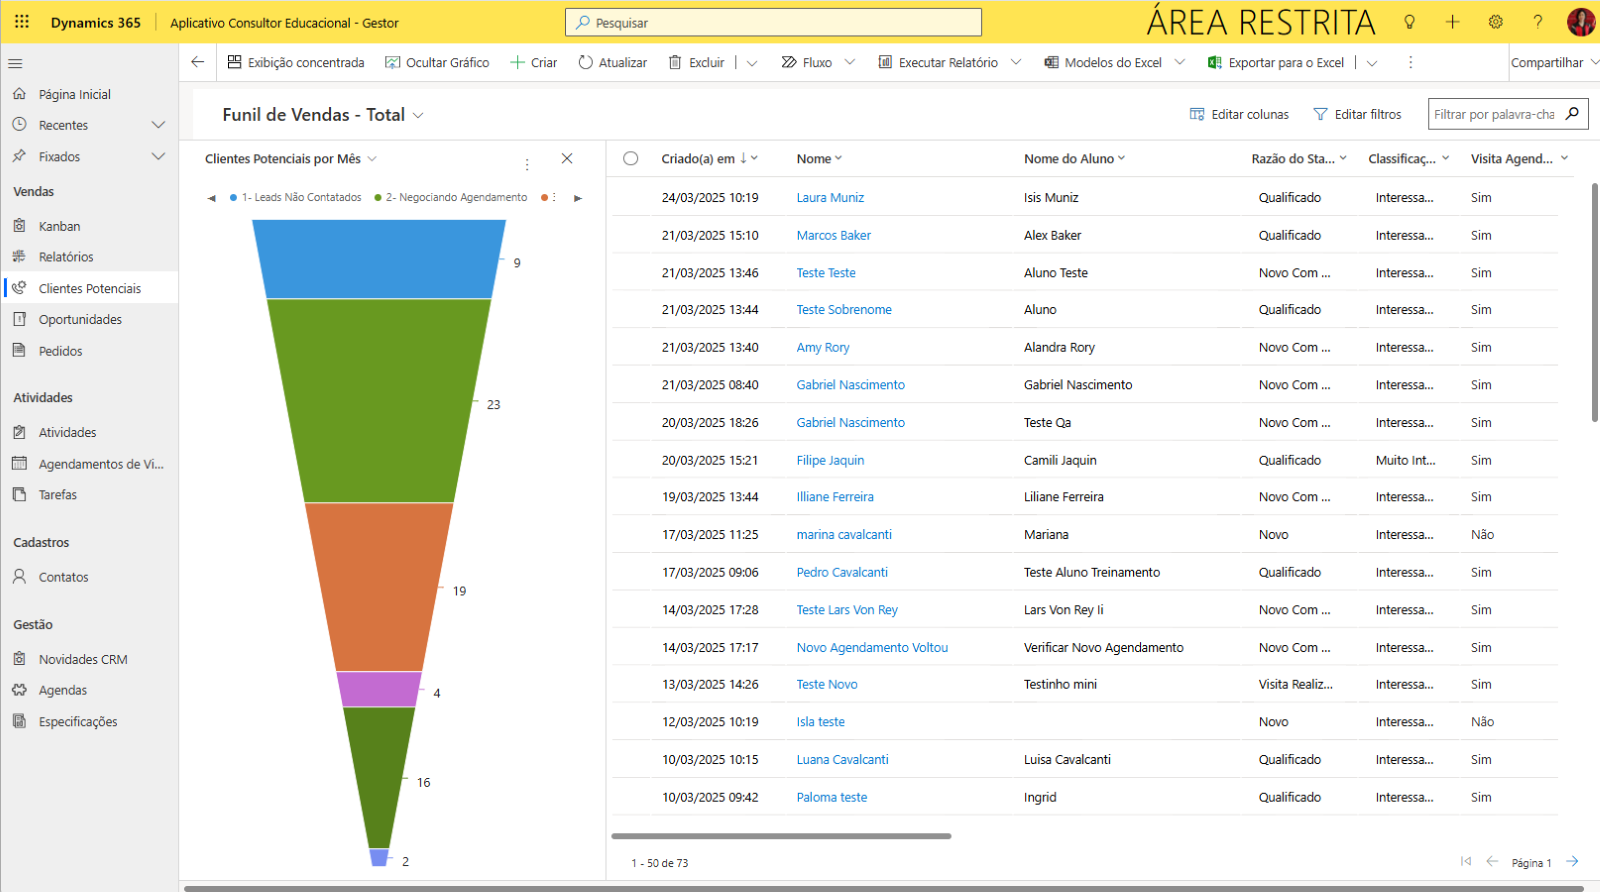 Dynamics 365
Aplicativo Consultor Educacional - Gestor
Pesquisar
ÁREA RESTRITA
Exibição concentrada
Ocultar Gráfico
Criar
Atualizar
Excluir
Fluxo
Executar Relatório
Modelos do Excel
Exportar para o Excel
Compartilhar
Página Inicial
Recentes
Fixados
Vendas
Kanban
Relatórios
Clientes Potenciais
Oportunidades
Pedidos
Atividades
Atividades
Agendamentos de Vi...
Tarefas
Cadastros
Contatos
Gestão
Novidades CRM
Agendas
Especificações
Funil de Vendas - Total
Editar colunas
Editar filtros
Filtrar por palavra-cha
Clientes Potenciais por Mês
1- Leads Não Contatados
2- Negociando Agendamento
9
23
19
4
16
2
Criado(a) em Nome Nome do Aluno Razão do Sta... Classificaç... Visita Agend...
24/03/2025 10:19 Laura Muniz Isis Muniz Qualificado Interessa... Sim
21/03/2025 15:10 Marcos Baker Alex Baker Qualificado Interessa... Sim
21/03/2025 13:46 Teste Teste Aluno Teste Novo Com ... Interessa... Sim
21/03/2025 13:44 Teste Sobrenome Aluno Qualificado Interessa... Sim
21/03/2025 13:40 Amy Rory Alandra Rory Novo Com ... Interessa... Sim
21/03/2025 08:40 Gabriel Nascimento Gabriel Nascimento Novo Com ... Interessa... Sim
20/03/2025 18:26 Gabriel Nascimento Teste Qa Novo Com ... Interessa... Sim
20/03/2025 15:21 Filipe Jaquin Camili Jaquin Qualificado Muito Int... Sim
19/03/2025 13:44 Illiane Ferreira Liliane Ferreira Novo Com ... Interessa... Sim
17/03/2025 11:25 marina cavalcanti Mariana Novo Interessa... Não
17/03/2025 09:06 Pedro Cavalcanti Teste Aluno Treinamento Qualificado Interessa... Sim
14/03/2025 17:28 Teste Lars Von Rey Lars Von Rey Ii Novo Com ... Interessa... Sim
14/03/2025 17:17 Novo Agendamento Voltou Verificar Novo Agendamento Novo Com ... Interessa... Sim
13/03/2025 14:26 Teste Novo Testinho mini Visita Realiz... Interessa... Sim
12/03/2025 10:19 Isla teste Novo Interessa... Não
10/03/2025 10:15 Luana Cavalcanti Luisa Cavalcanti Qualificado Interessa... Sim
10/03/2025 09:42 Paloma teste Ingrid Qualificado Interessa... Sim
1 - 50 de 73
Página 1